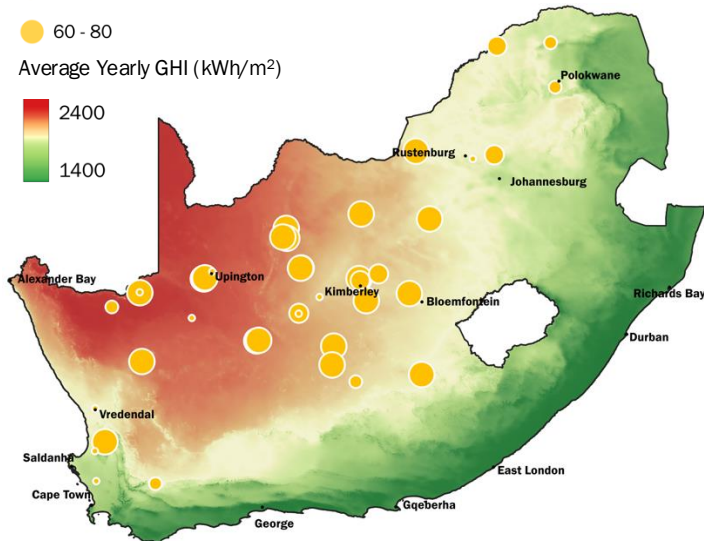 60 - 80
Average Yearly GHI (kWh/m²)
2400
1400
Polokwane
Rustenburg
Johannesburg
Alexander Bay
Upington
Kimberley
Bloemfontein
Richards Bay
Durban
Vredendal
Saldanha
East London
Cape Town
Gqeberha
George